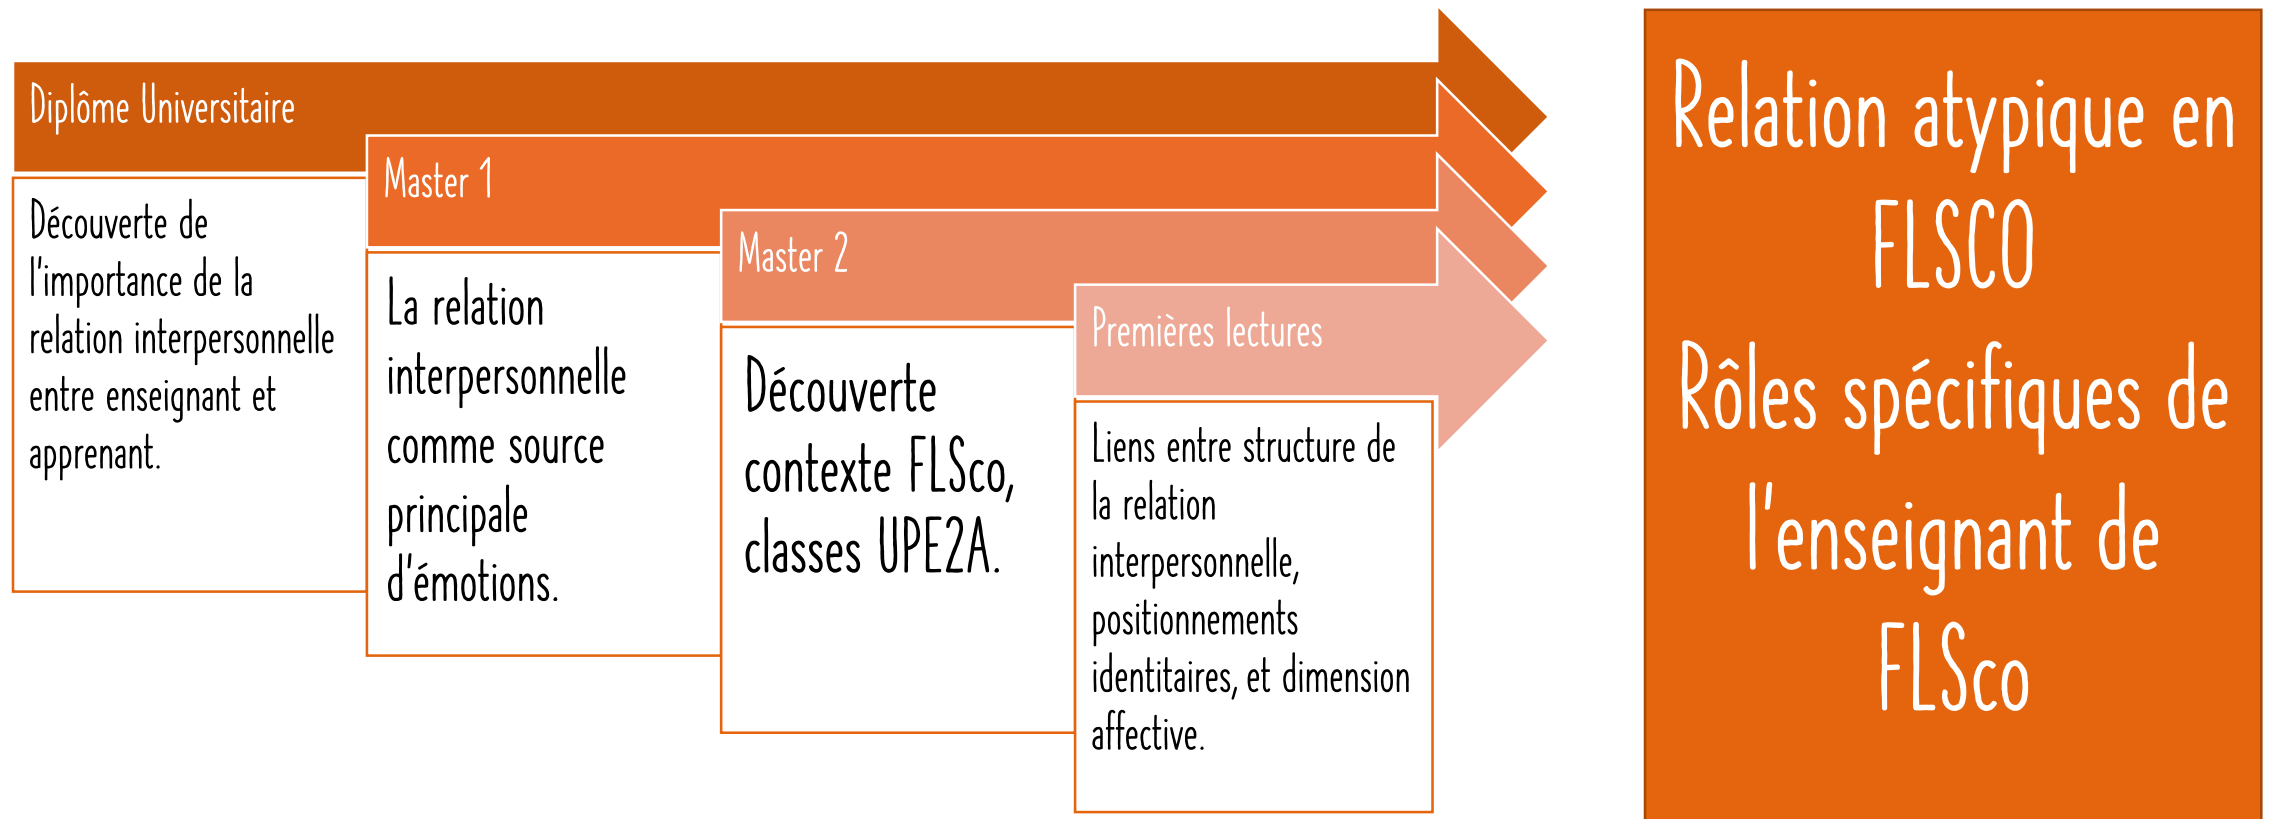 Diplôme Universitaire
Découverte de
l'importance de la
relation interpersonnelle
entre enseignant et
apprenant.
Master 1
La relation
interpersonnelle
comme source
principale
d'émotions.
Master 2
Découverte
contexte FLSco,
classes UPE2A.
Premières lectures
Liens entre structure de
la relation
interpersonnelle,
positionnements
identitaires, et dimension
affective.
Relation atypique en
FLSCO
Rôles spécifiques de
l'enseignant de
FLSco